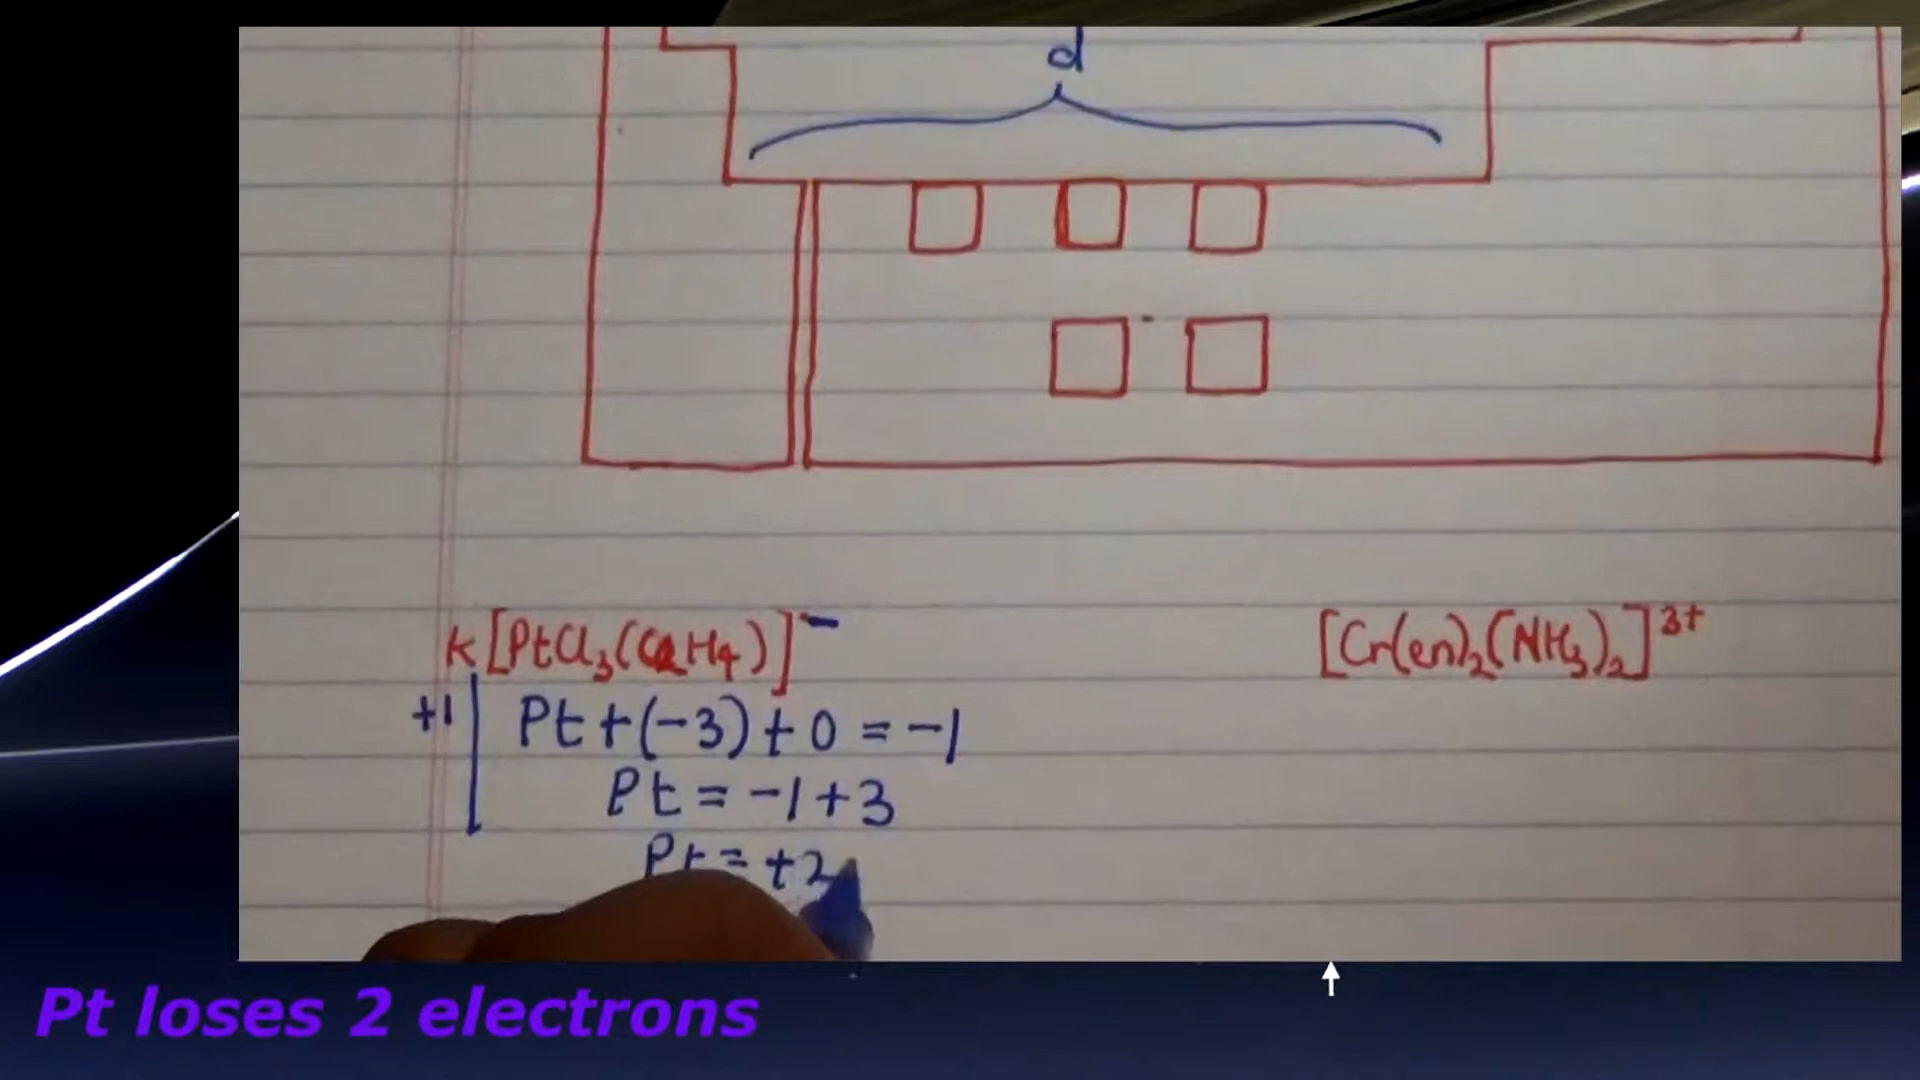 d
K[PtCl₃(C₂H₄)]⁻
[Cr(en)₂(NH₃)₂]³⁺
+1 | Pt + (-3) + 0 = -1
Pt = -1 + 3
Pt = +2
Pt loses 2 electrons